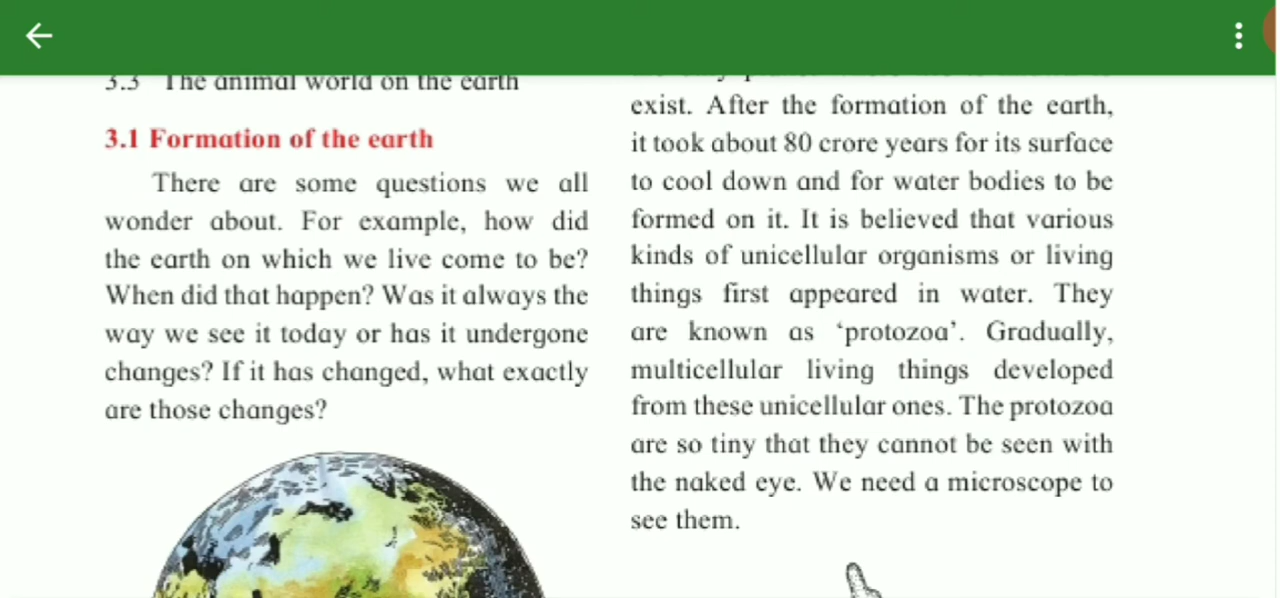 3.3 The animal world on the earth
3.1 Formation of the earth
There are some questions we all
wonder about. For example, how did
the earth on which we live come to be?
When did that happen? Was it always the
way we see it today or has it undergone
changes? If it has changed, what exactly
are those changes?
exist. After the formation of the earth,
it took about 80 crore years for its surface
to cool down and for water bodies to be
formed on it. It is believed that various
kinds of unicellular organisms or living
things first appeared in water. They
are known as ‘protozoa’. Gradually,
multicellular living things developed
from these unicellular ones. The protozoa
are so tiny that they cannot be seen with
the naked eye. We need a microscope to
see them.